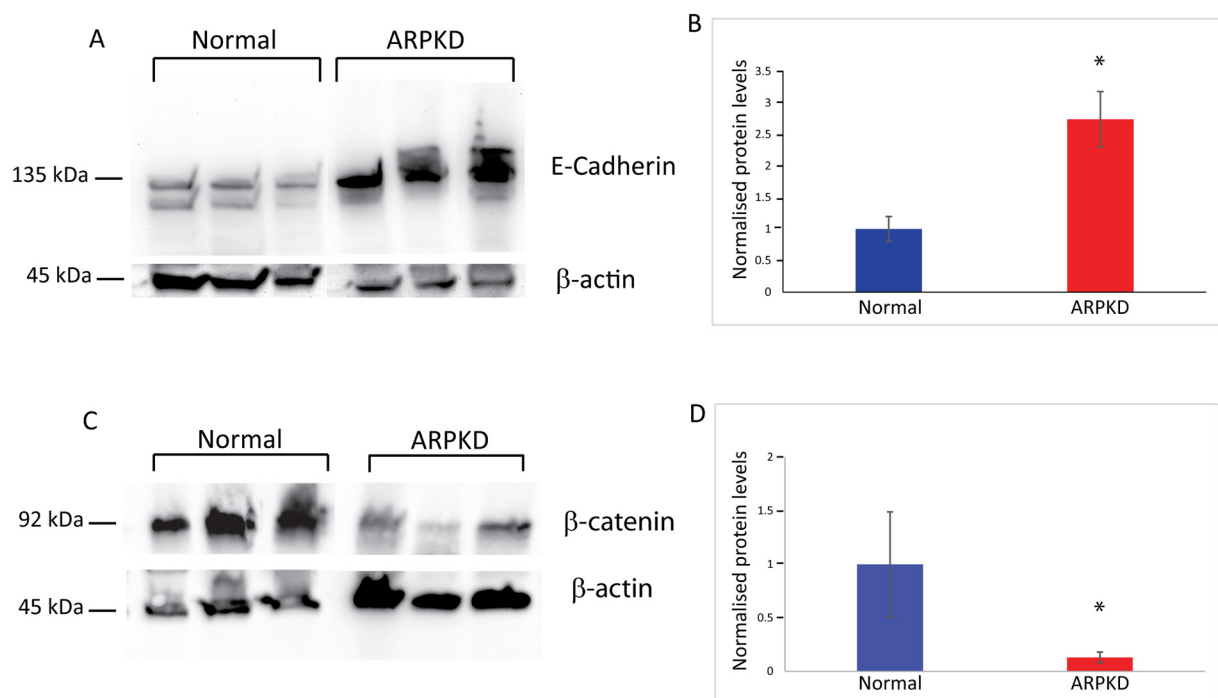 A
Normal
ARPKD
135 kDa
E-Cadherin
45 kDa
β-actin
B
Normalised protein levels
3.5
3
2.5
2
1.5
1
0.5
0
*
Normal
ARPKD
C
Normal
ARPKD
92 kDa
β-catenin
45 kDa
β-actin
D
Normalised protein levels
2
1.5
1
0.5
0
*
Normal
ARPKD